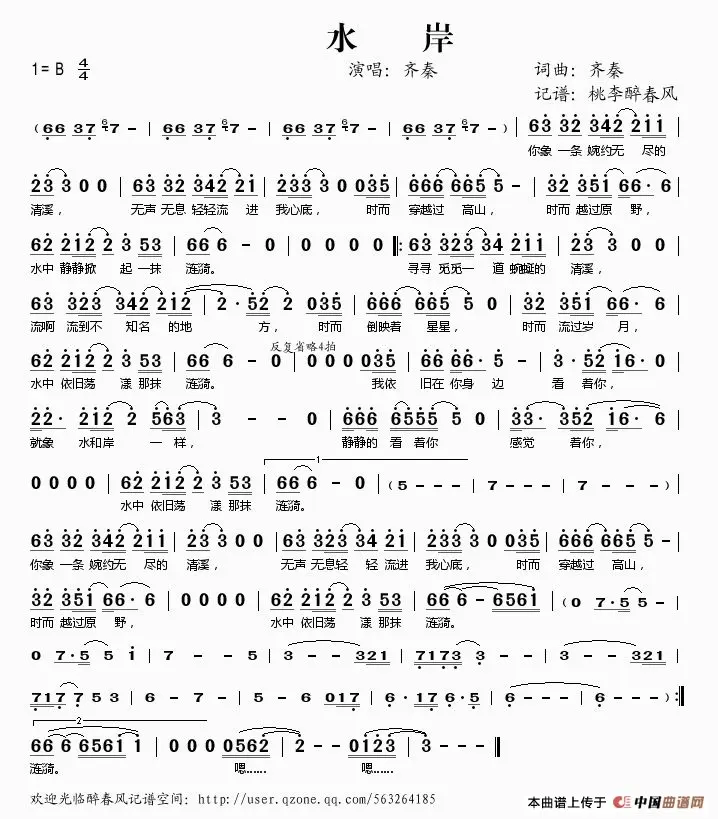 水 岸
1= B 4/4 演唱：齐秦 词曲：齐秦
记谱：桃李醉春风
( 66 37 67 - | 66 37 67 - | 66 37 67 - | 66 37 67 - ) | 63 32 342 211 |
你象 一条 婉约无 尽的
23 3 0 0 | 63 32 342 21 | 233 3 0 035 | 666 665 5 - | 32 351 66· 6 |
清溪， 无声 无息 轻轻流 进 我心底， 时而 穿越过 高山， 时而 越过原 野，
62 212 2 3 53 | 66 6 - 0 | 0 0 0 0 ‖: 63 323 34 211 | 23 3 0 0 |
水中 静静掀 起 一抹 涟漪。 寻寻 觅觅一 道 蜿蜒的 清溪，
63 323 342 212 | 2·52 2 035 | 666 665 5 0 | 32 351 66· 6 |
流啊 流到不 知名 的地 方， 时而 倒映着 星星， 时而 流过岁 月，
反复省略4拍
62 212 2 3 53 | 66 6 - 0 | 0 0 0 035 | 66 66· 6 2 | 3·52 16· 0 |
水中 依旧荡 漾 那抹 涟漪。 我依 旧在 你身 边 看 着你，
22· 212 2 563 | 3 - - 0 | 666 6555 5 0 | 33· 352 16· 6 |
就象 水和岸 一样， 静静的 看 着你 感觉 着你，
1
0 0 0 0 | 62 212 2 3 53 | 66 6 - 0 | ( 5 - - - | 7 - - - | 7 - - - ) |
水中 依旧荡 漾 那抹 涟漪。
63 32 342 211 | 23 3 0 0 | 63 323 34 21 | 233 3 0 035 | 666 665 5 - |
你象 一条 婉约无 尽的 清溪， 无声 无息轻 轻 流进 我心底， 时而 穿越过 高山，
32 351 66· 6 | 0 0 0 0 | 62 212 2 3 53 | 66 6 - 6561 | ( 0 7·5 5 - |
时而 越过原 野， 水中 依旧荡 漾 那抹 涟漪。
0 7·5 5 i | 7 - 7 - | 5 5 - - | 3 - - 321 | 7173 3 - - | 3 - - 321 |
717 7 5 3 | 6 - 7 - | 5 - 6 017 | 6·17 6·5 | 6 - - - | 6 - - - ) :‖
2
66 6 6561 1 | 0 0 0 0562 | 2 - - 0123 | 3 - - - ‖
涟漪。 嗯…… 嗯……
欢迎光临醉春风记谱空间：http://user.qzone.qq.com/563264185
本曲谱上传于 中国曲谱网
www.qupu123.com